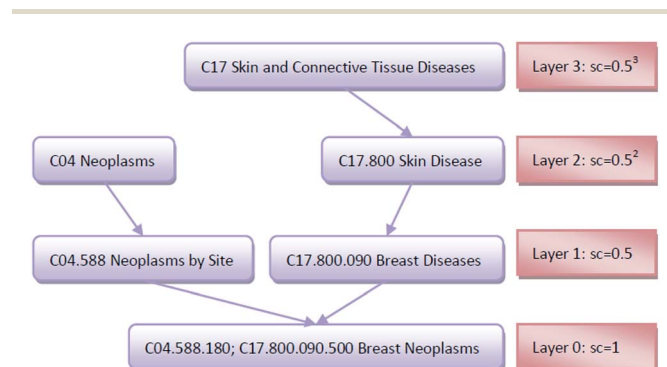 C17 Skin and Connective Tissue Diseases
Layer 3: sc=0.5³
C04 Neoplasms
C17.800 Skin Disease
Layer 2: sc=0.5²
C04.588 Neoplasms by Site
C17.800.090 Breast Diseases
Layer 1: sc=0.5
C04.588.180; C17.800.090.500 Breast Neoplasms
Layer 0: sc=1